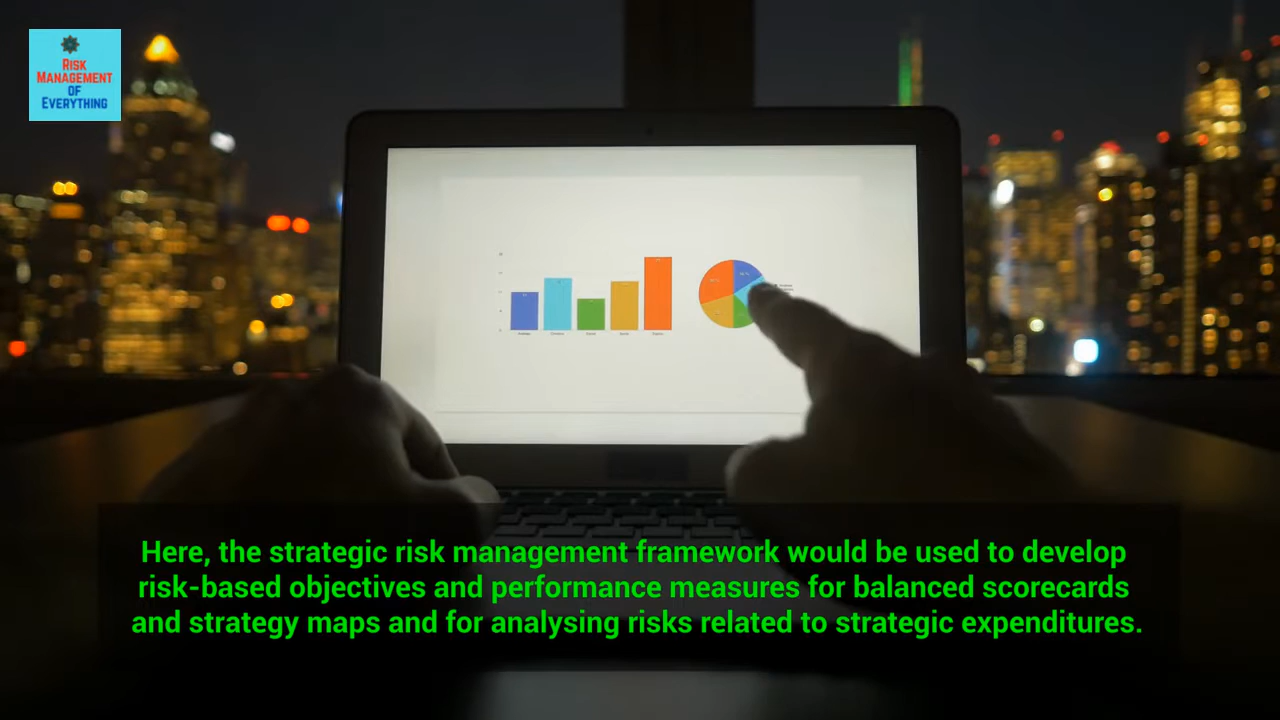 RISK
MANAGEMENT
OF
EVERYTHING
Here, the strategic risk management framework would be used to develop
risk-based objectives and performance measures for balanced scorecards
and strategy maps and for analysing risks related to strategic expenditures.